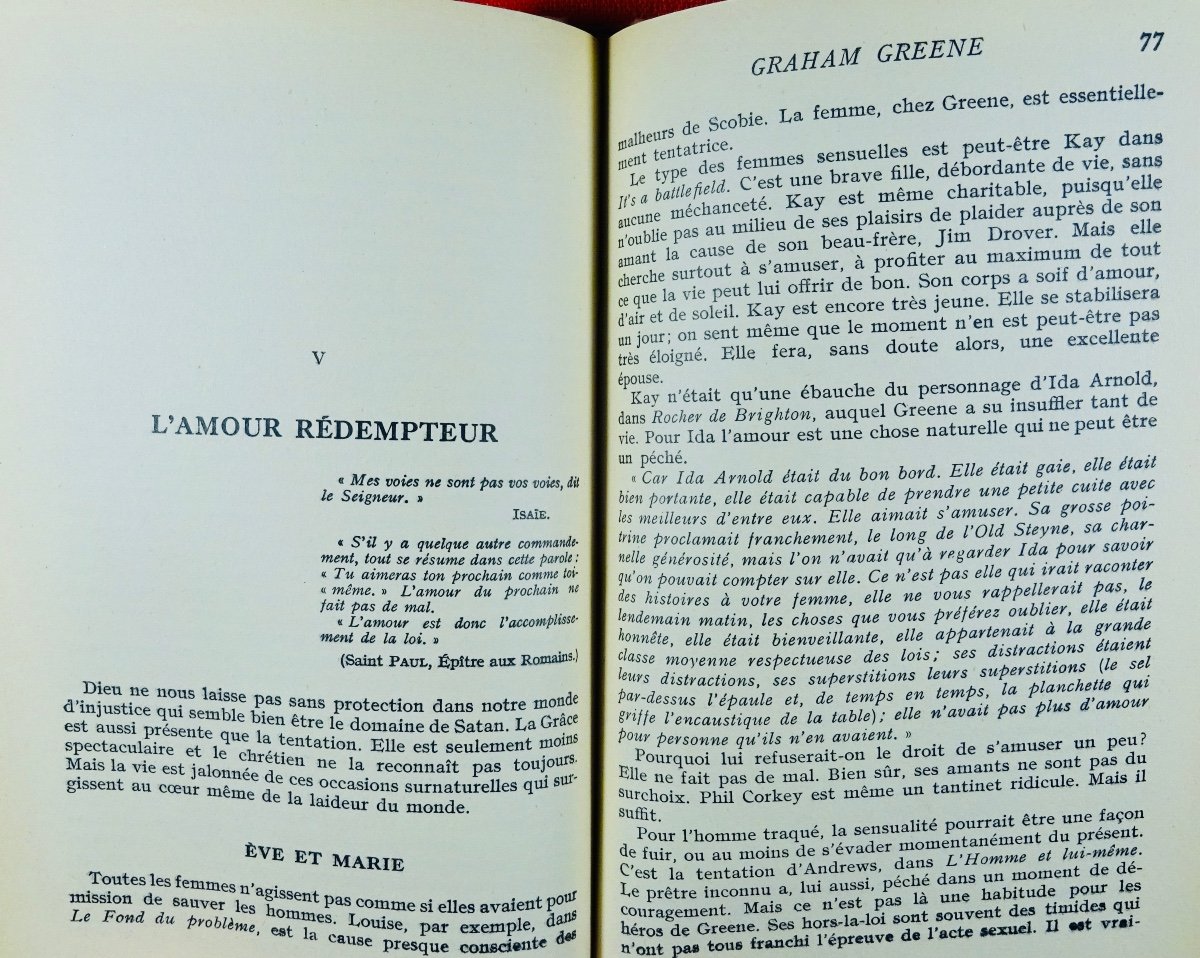 V
L'AMOUR RÉDEMPTEUR
« Mes voies ne sont pas vos voies, dit
le Seigneur. »
ISAÏE.
« S'il y a quelque autre commande-
ment, tout se résume dans cette parole :
« Tu aimeras ton prochain comme toi-
« même. » L'amour du prochain ne
fait pas de mal.
« L'amour est donc l'accomplisse-
ment de la loi. »
(Saint PAUL, Épître aux Romains.)
Dieu ne nous laisse pas sans protection dans notre monde
d'injustice qui semble bien être le domaine de Satan. La Grâce
est aussi présente que la tentation. Elle est seulement moins
spectaculaire et le chrétien ne la reconnaît pas toujours.
Mais la vie est jalonnée de ces occasions surnaturelles qui sur-
gissent au cœur même de la laideur du monde.
ÈVE ET MARIE
Toutes les femmes n'agissent pas comme si elles avaient pour
mission de sauver les hommes. Louise, par exemple, dans
Le Fond du problème, est la cause presque consciente des
GRAHAM GREENE 77
malheurs de Scobie. La femme, chez Greene, est essentielle-
ment tentatrice.
Le type des femmes sensuelles est peut-être Kay dans
It's a battlefield. C'est une brave fille, débordante de vie, sans
aucune méchanceté. Kay est même charitable, puisqu'elle
n'oublie pas au milieu de ses plaisirs de plaider auprès de son
amant la cause de son beau-frère, Jim Drover. Mais elle
cherche surtout à s'amuser, à profiter au maximum de tout
ce que la vie peut lui offrir de bon. Son corps a soif d'amour,
d'air et de soleil. Kay est encore très jeune. Elle se stabilisera
un jour; on sent même que le moment n'en est peut-être pas
très éloigné. Elle fera, sans doute alors, une excellente
épouse.
Kay n'était qu'une ébauche du personnage d'Ida Arnold,
dans Rocher de Brighton, auquel Greene a su insuffler tant de
vie. Pour Ida l'amour est une chose naturelle qui ne peut être
un péché.
« Car Ida Arnold était du bon bord. Elle était gaie, elle était
bien portante, elle était capable de prendre une petite cuite avec
les meilleurs d'entre eux. Elle aimait s'amuser. Sa grosse poi-
trine proclamait franchement, le long de l'Old Steyne, sa char-
nelle générosité, mais l'on n'avait qu'à regarder Ida pour savoir
qu'on pouvait compter sur elle. Ce n'est pas elle qui irait raconter
des histoires à votre femme, elle ne vous rappellerait pas, le
lendemain matin, les choses que vous préférez oublier, elle était
honnête, elle était bienveillante, elle appartenait à la grande
classe moyenne respectueuse des lois; ses distractions étaient
leurs distractions, ses superstitions leurs superstitions (le sel
par-dessus l'épaule et, de temps en temps, la planchette qui
griffe l'encaustique de la table); elle n'avait pas plus d'amour
pour personne qu'ils n'en avaient. »
Pourquoi lui refuserait-on le droit de s'amuser un peu?
Elle ne fait pas de mal. Bien sûr, ses amants ne sont pas du
surchoix. Phil Corkey est même un tantinet ridicule. Mais il
suffit.
Pour l'homme traqué, la sensualité pourrait être une façon
de fuir, ou au moins de s'évader momentanément du présent.
C'est la tentation d'Andrews, dans L'Homme et lui-même.
Le prêtre inconnu a, lui aussi, péché dans un moment de dé-
couragement. Mais ce n'est pas là une habitude pour les
héros de Greene. Ses hors-la-loi sont souvent des timides qui
n'ont pas tous franchi l'épreuve de l'acte sexuel. Il est vrai-